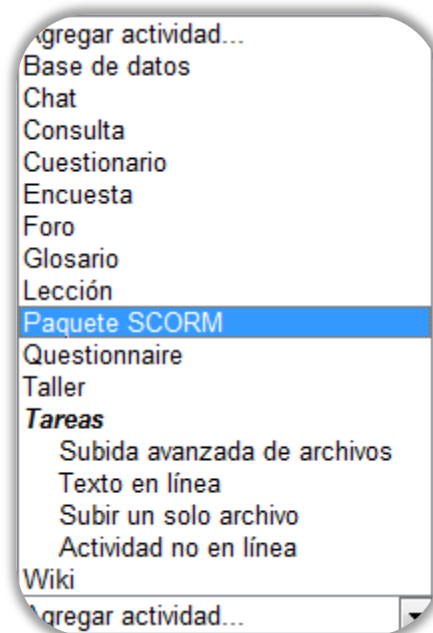 Agregar actividad...
Base de datos
Chat
Consulta
Cuestionario
Encuesta
Foro
Glosario
Lección
Paquete SCORM
Questionnaire
Taller
Tareas
Subida avanzada de archivos
Texto en línea
Subir un solo archivo
Actividad no en línea
Wiki
Agregar actividad...